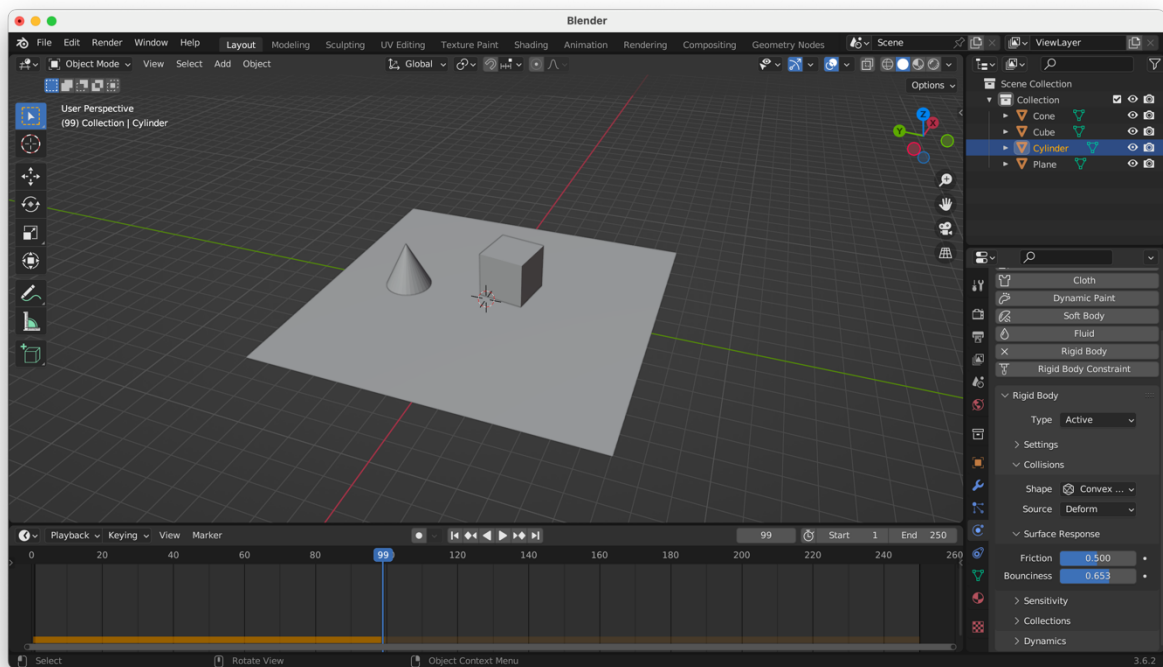 Blender
File Edit Render Window Help Layout Modeling Sculpting UV Editing Texture Paint Shading Animation Rendering Compositing Geometry Nodes Scene ViewLayer
Object Mode View Select Add Object Global
Options
User Perspective
(99) Collection | Cylinder
Z
X
Y
Scene Collection
Collection
Cone
Cube
Cylinder
Plane
Cloth
Dynamic Paint
Soft Body
Fluid
Rigid Body
Rigid Body Constraint
Rigid Body
Type Active
Settings
Collisions
Shape Convex ...
Source Deform
Surface Response
Friction 0.500
Bounciness 0.653
Sensitivity
Collections
Dynamics
Playback Keying View Marker 99 Start 1 End 250
0 20 40 60 80 99 120 140 160 180 200 220 240 260
Select Rotate View Object Context Menu 3.6.2